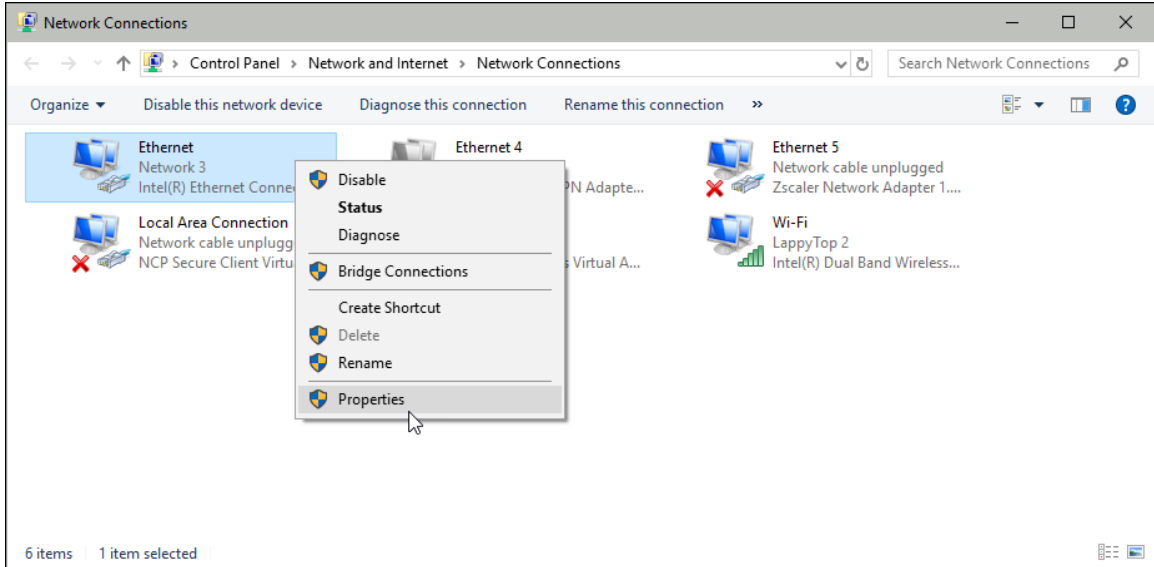 Network Connections
Control Panel > Network and Internet > Network Connections
Search Network Connections
Organize Disable this network device Diagnose this connection Rename this connection »
Ethernet
Network 3
Intel(R) Ethernet Conne
Ethernet 4
PN Adapte...
Ethernet 5
Network cable unplugged
Zscaler Network Adapter 1....
Local Area Connection
Network cable unplugg
NCP Secure Client Virtu
s Virtual A...
Wi-Fi
LappyTop 2
Intel(R) Dual Band Wireless...
Disable
Status
Diagnose
Bridge Connections
Create Shortcut
Delete
Rename
Properties
6 items 1 item selected